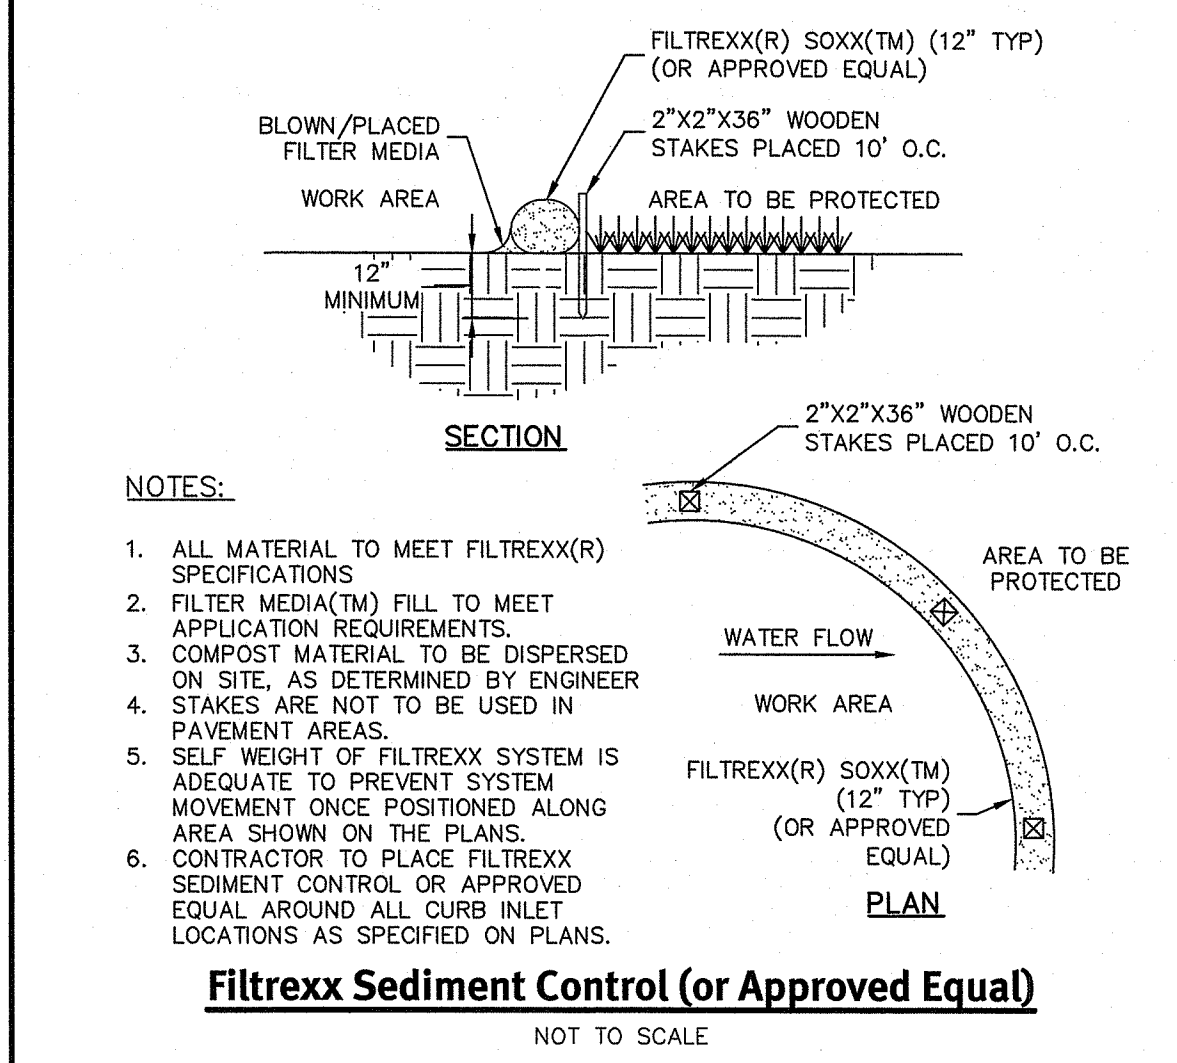 FILTREXX(R) SOXX(TM) (12" TYP)
(OR APPROVED EQUAL)
BLOWN/PLACED
FILTER MEDIA
2"X2"X36" WOODEN
STAKES PLACED 10' O.C.
WORK AREA
AREA TO BE PROTECTED
12"
MINIMUM
SECTION
2"X2"X36" WOODEN
STAKES PLACED 10' O.C.
NOTES:
1. ALL MATERIAL TO MEET FILTREXX(R)
SPECIFICATIONS
2. FILTER MEDIA(TM) FILL TO MEET
APPLICATION REQUIREMENTS.
3. COMPOST MATERIAL TO BE DISPERSED
ON SITE, AS DETERMINED BY ENGINEER
4. STAKES ARE NOT TO BE USED IN
PAVEMENT AREAS.
5. SELF WEIGHT OF FILTREXX SYSTEM IS
ADEQUATE TO PREVENT SYSTEM
MOVEMENT ONCE POSITIONED ALONG
AREA SHOWN ON THE PLANS.
6. CONTRACTOR TO PLACE FILTREXX
SEDIMENT CONTROL OR APPROVED
EQUAL AROUND ALL CURB INLET
LOCATIONS AS SPECIFIED ON PLANS.
AREA TO BE
PROTECTED
WATER FLOW
WORK AREA
FILTREXX(R) SOXX(TM)
(12" TYP)
(OR APPROVED
EQUAL)
PLAN
Filtrexx Sediment Control (or Approved Equal)
NOT TO SCALE